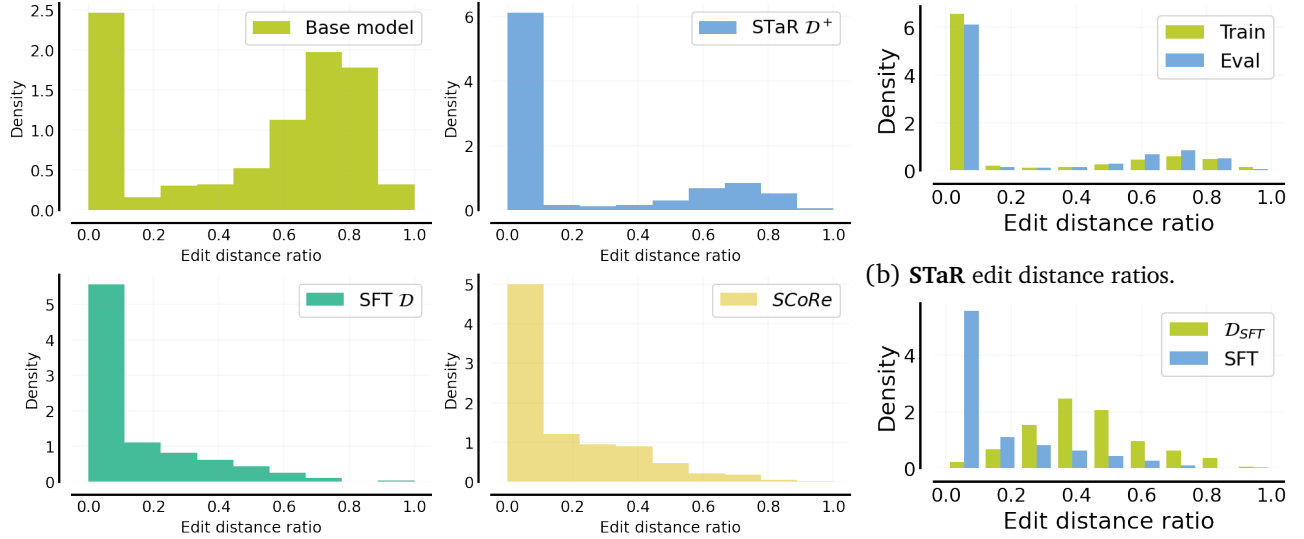 2.5
2.0
1.5
1.0
0.5
0.0
Density
Base model
0.0 0.2 0.4 0.6 0.8 1.0
Edit distance ratio
6
4
2
0
Density
STaR 𝒟⁺
0.0 0.2 0.4 0.6 0.8 1.0
Edit distance ratio
6
4
2
0
Density
Train
Eval
0.0 0.2 0.4 0.6 0.8 1.0
Edit distance ratio
(b) STaR edit distance ratios.
5
4
3
2
1
0
Density
SFT 𝒟
0.0 0.2 0.4 0.6 0.8 1.0
Edit distance ratio
5
4
3
2
1
0
Density
SCoRe
0.0 0.2 0.4 0.6 0.8 1.0
Edit distance ratio
4
2
0
Density
𝒟SFT
SFT
0.0 0.2 0.4 0.6 0.8 1.0
Edit distance ratio